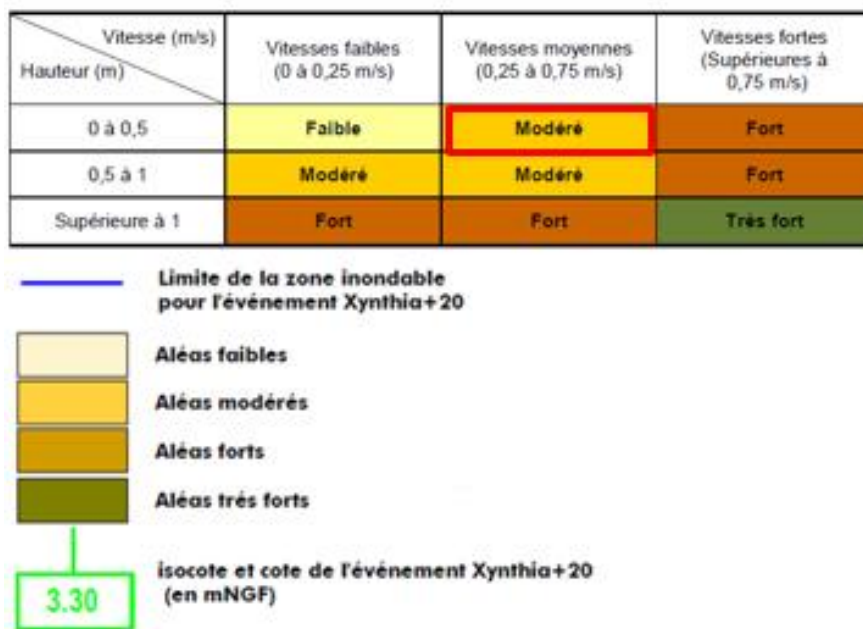 Vitesse (m/s)
Hauteur (m)
Vitesses faibles
(0 à 0,25 m/s)
Vitesses moyennes
(0,25 à 0,75 m/s)
Vitesses fortes
(Supérieures à
0,75 m/s)
0 à 0,5
Faible
Modéré
Fort
0,5 à 1
Modéré
Modéré
Fort
Supérieure à 1
Fort
Fort
Très fort
Limite de la zone inondable
pour l'événement Xynthia+20
Aléas faibles
Aléas modérés
Aléas forts
Aléas trés forts
3.30
isocote et cote de l'événement Xynthia+20
(en mNGF)